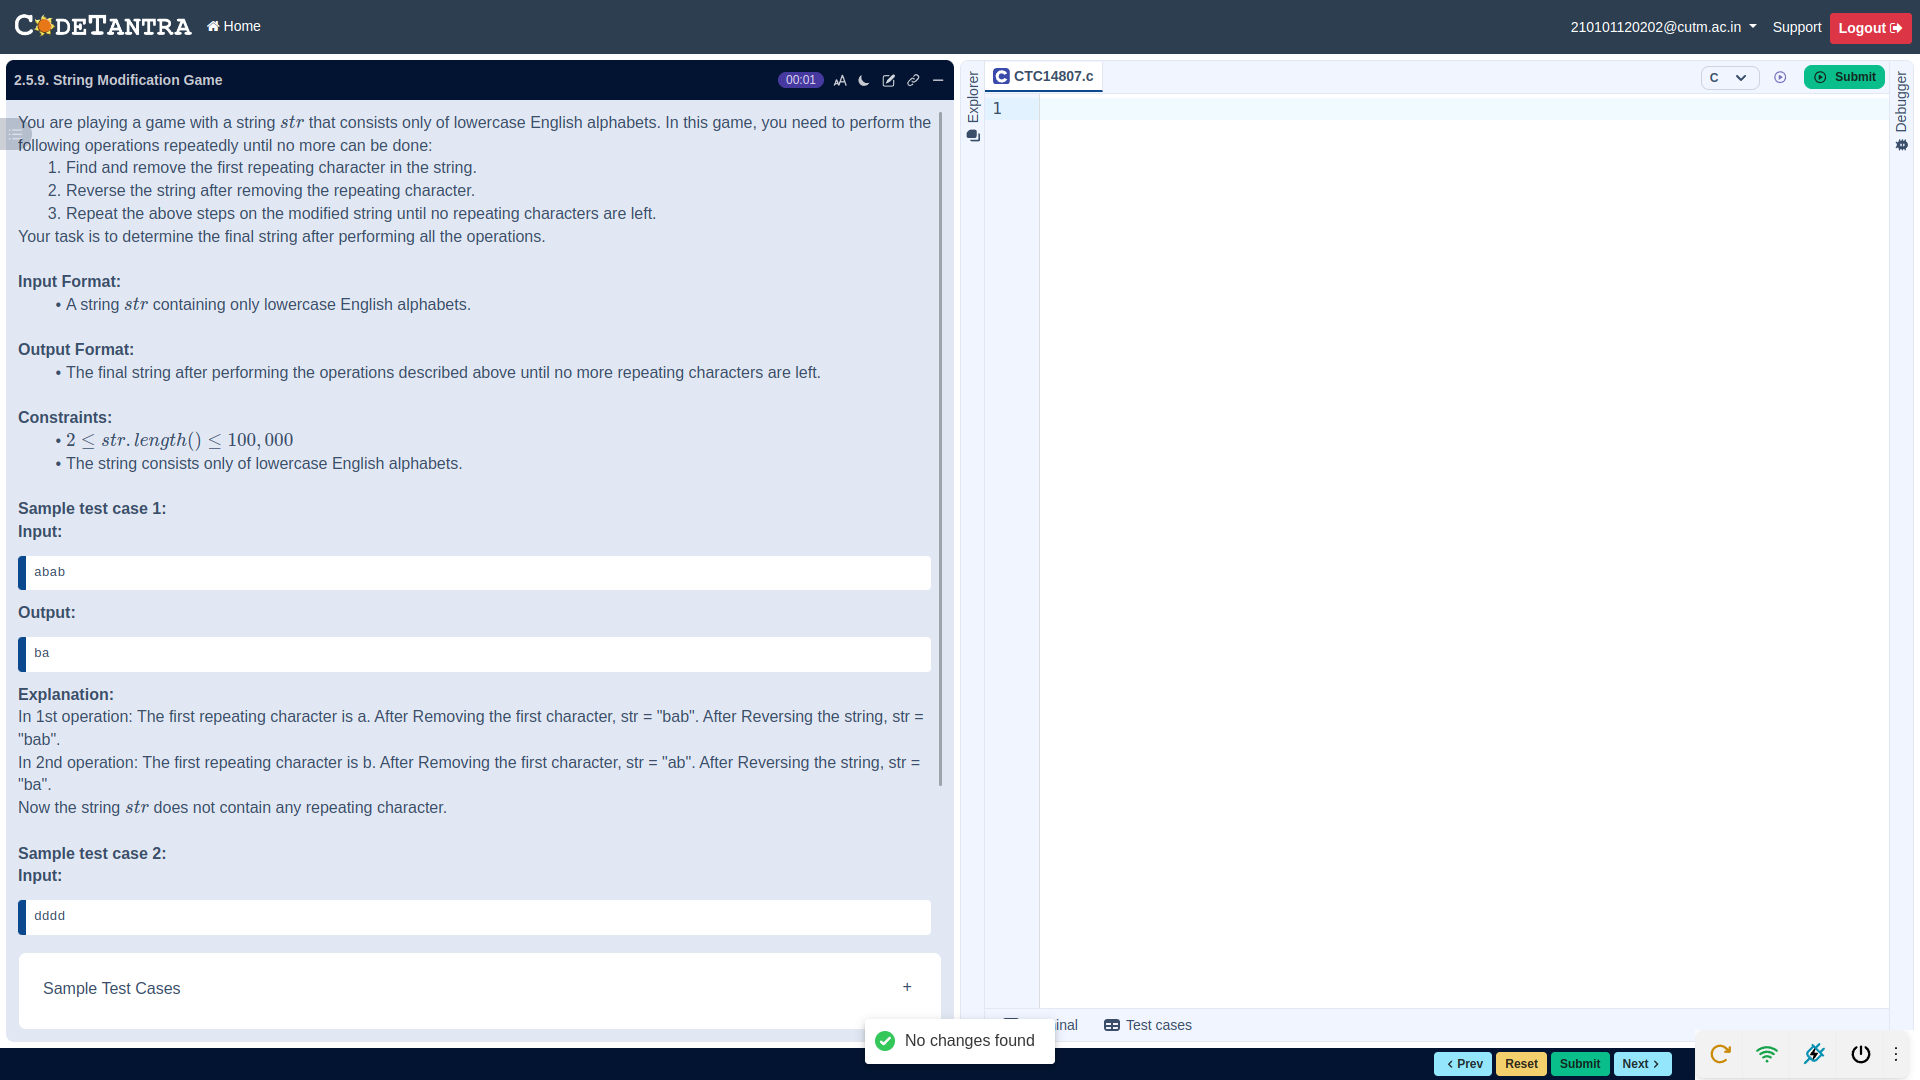 CODETANTRA
Home
210101120202@cutm.ac.in
Support
Logout
2.5.9. String Modification Game
00:01
You are playing a game with a string str that consists only of lowercase English alphabets. In this game, you need to perform the
following operations repeatedly until no more can be done:
1. Find and remove the first repeating character in the string.
2. Reverse the string after removing the repeating character.
3. Repeat the above steps on the modified string until no repeating characters are left.
Your task is to determine the final string after performing all the operations.
Input Format:
• A string str containing only lowercase English alphabets.
Output Format:
• The final string after performing the operations described above until no more repeating characters are left.
Constraints:
• 2 ≤ str.length() ≤ 100,000
• The string consists only of lowercase English alphabets.
Sample test case 1:
Input:
abab
Output:
ba
Explanation:
In 1st operation: The first repeating character is a. After Removing the first character, str = "bab". After Reversing the string, str =
"bab".
In 2nd operation: The first repeating character is b. After Removing the first character, str = "ab". After Reversing the string, str =
"ba".
Now the string str does not contain any repeating character.
Sample test case 2:
Input:
dddd
Sample Test Cases
+
Explorer
CTC14807.c
C
Submit
1
Debugger
inal
Test cases
No changes found
Prev
Reset
Submit
Next